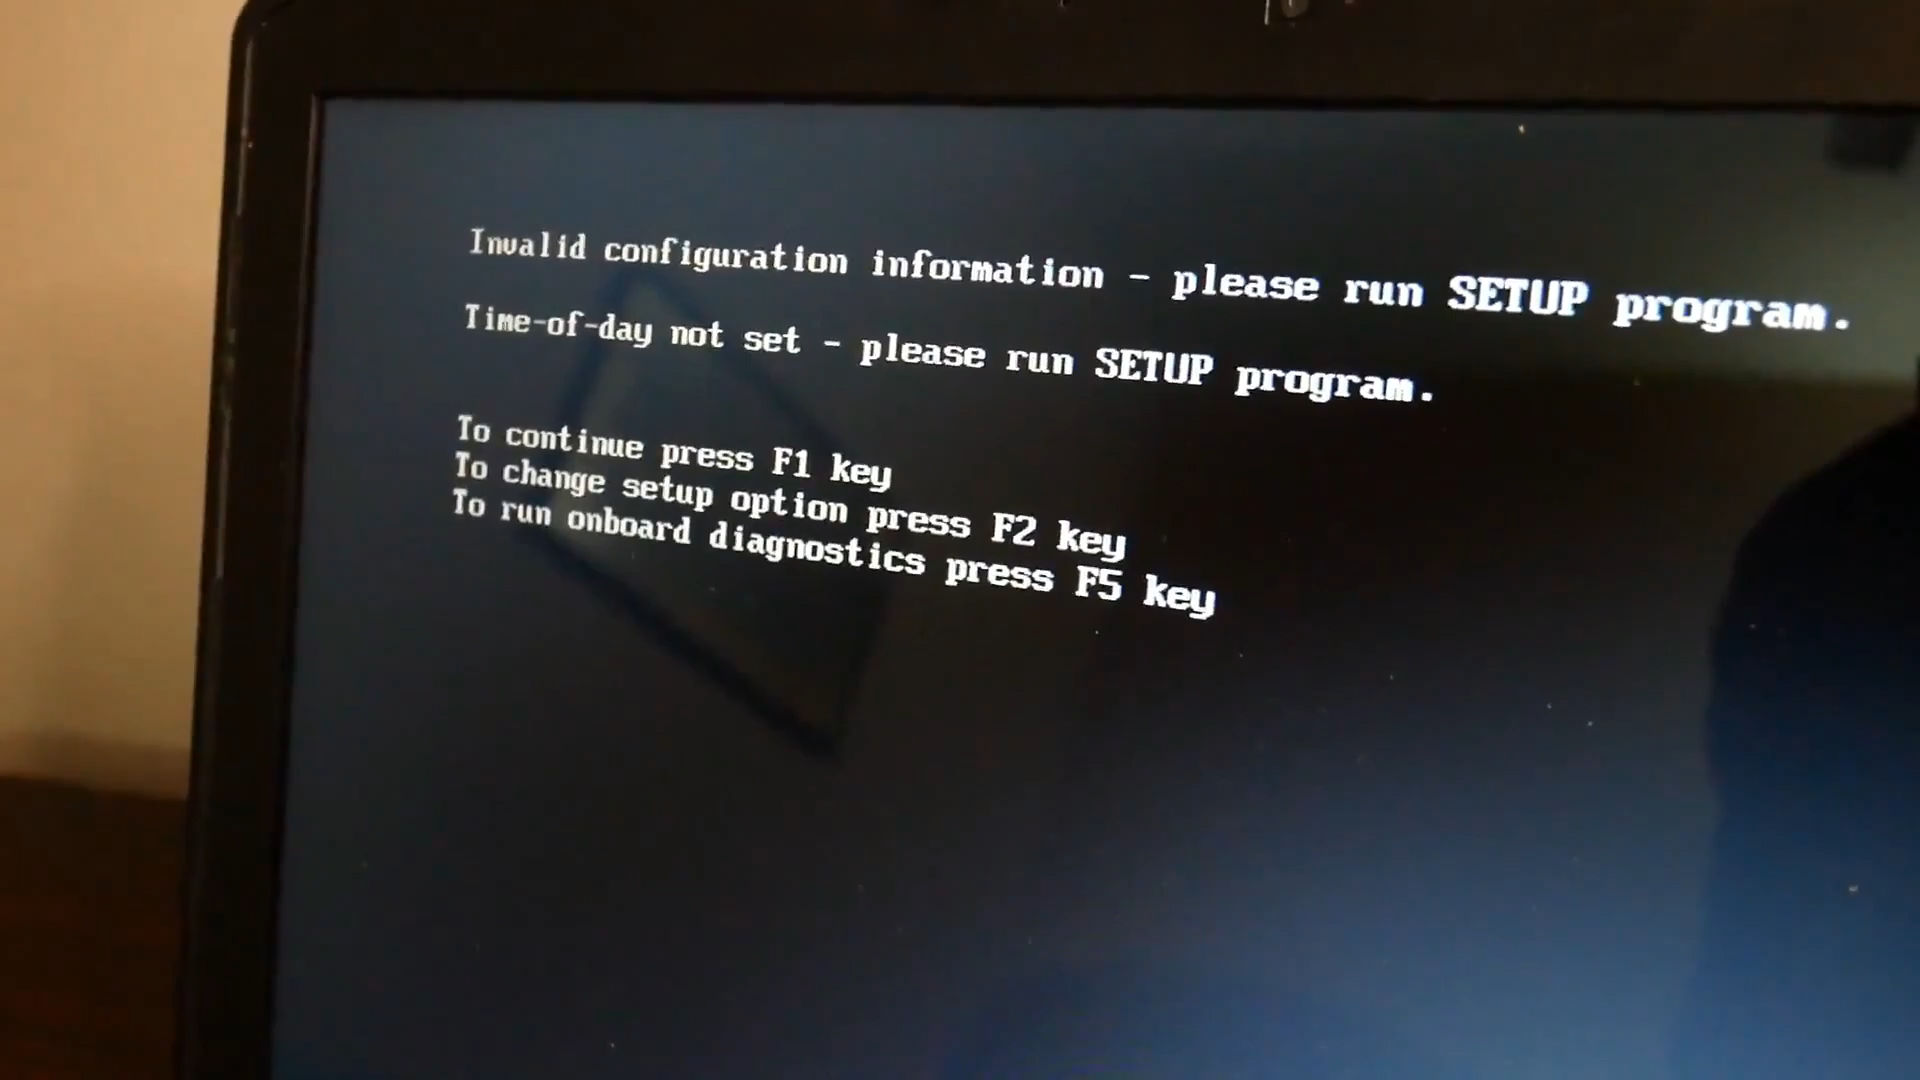 Invalid configuration information - please run SETUP program.
Time-of-day not set - please run SETUP program.
To continue press F1 key
To change setup option press F2 key
To run onboard diagnostics press F5 key